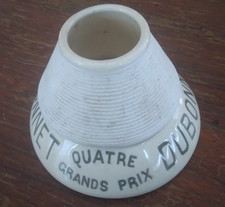 NNET
QUATRE
GRANDS PRIX
DUBON